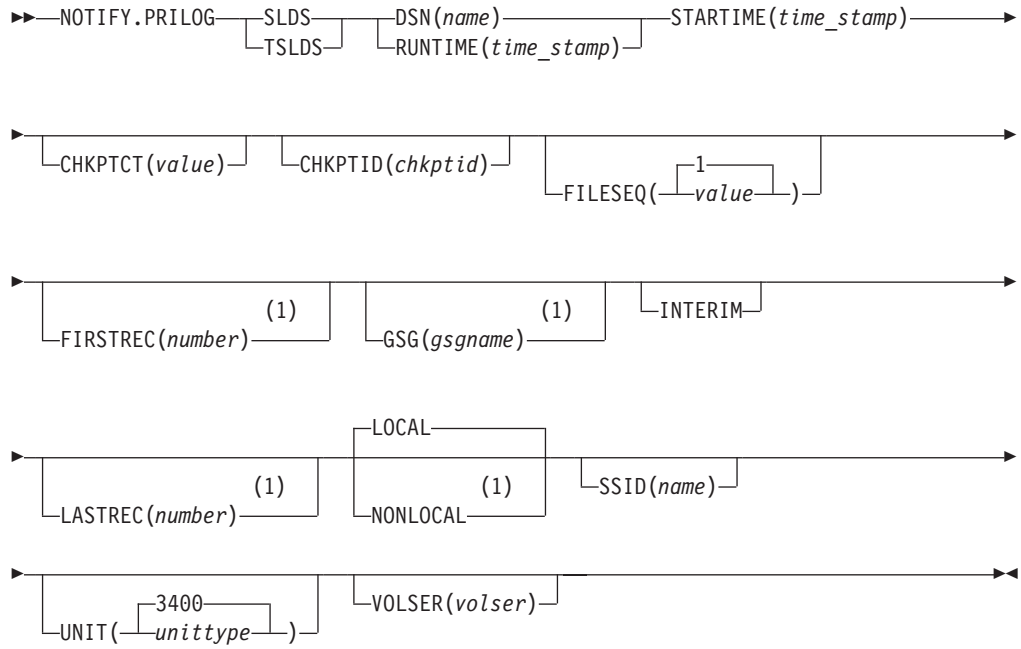 NOTIFY.PRILOG SLDS DSN(name) STARTIME(time_stamp)
TSLDS RUNTIME(time_stamp)
CHKPTCT(value) CHKPTID(chkptid) 1
FILESEQ( value )
(1) (1) INTERIM
FIRSTREC(number) GSG(gsgname)
LOCAL
(1) (1) SSID(name)
LASTREC(number) NONLOCAL
3400 VOLSER(volser)
UNIT( unittype )